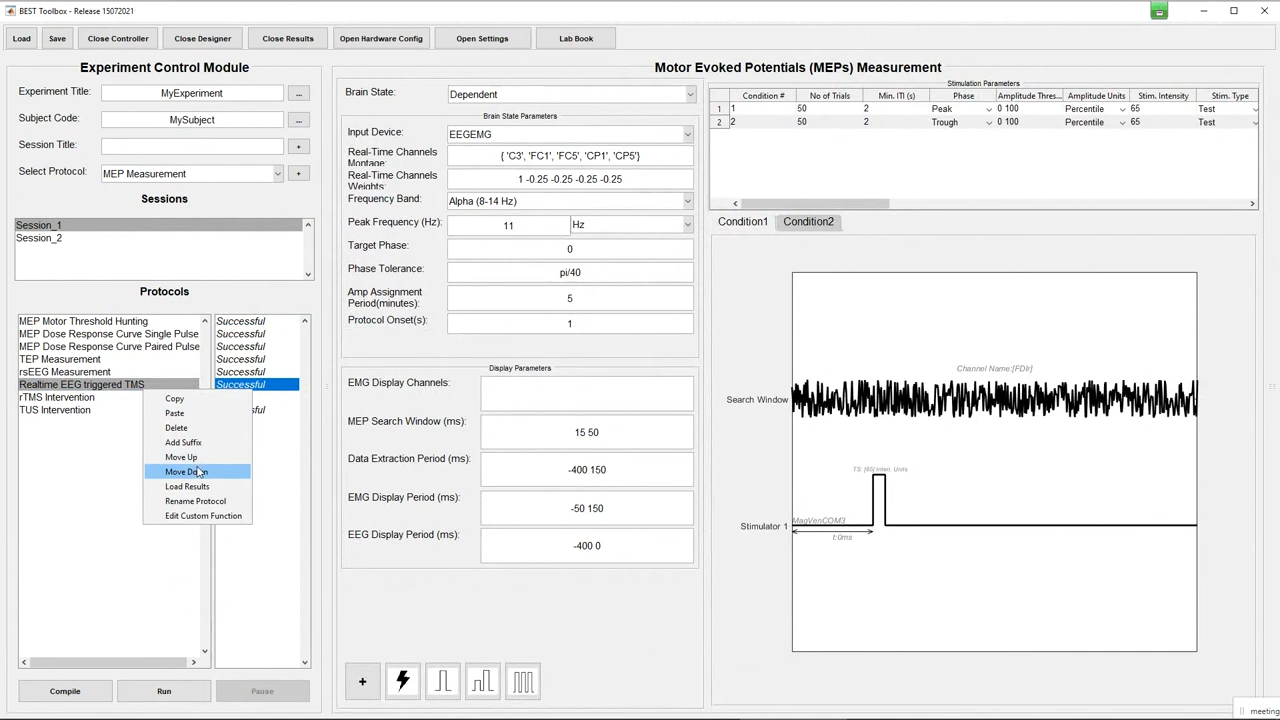 BEST Toolbox - Release 15072021
Load Save Close Controller Close Designer Close Results Open Hardware Config Open Settings Lab Book
Experiment Control Module
Experiment Title: MyExperiment ...
Subject Code: MySubject ...
Session Title: +
Select Protocol: MEP Measurement +
Sessions
Session_1
Session_2
Protocols
MEP Motor Threshold Hunting Successful
MEP Dose Response Curve Single Pulse Successful
MEP Dose Response Curve Paired Pulse Successful
TEP Measurement Successful
rsEEG Measurement Successful
Realtime EEG triggered TMS Successful
rTMS Intervention
TUS Intervention
Copy
Paste
Delete
Add Suffix
Move Up
Move Down
Load Results
Rename Protocol
Edit Custom Function
Compile Run Pause
Motor Evoked Potentials (MEPs) Measurement
Brain State: Dependent
Brain State Parameters
Input Device: EEGEMG
Real-Time Channels
Montage: { 'C3', 'FC1', 'FC5', 'CP1', 'CP5'}
Real-Time Channels
Weights: 1 -0.25 -0.25 -0.25 -0.25
Frequency Band: Alpha (8-14 Hz)
Peak Frequency (Hz): 11 Hz
Target Phase: 0
Phase Tolerance: pi/40
Amp Assignment
Period(minutes): 5
Protocol Onset(s): 1
Display Parameters
EMG Display Channels:
MEP Search Window (ms): 15 50
Data Extraction Period (ms): -400 150
EMG Display Period (ms): -50 150
EEG Display Period (ms): -400 0
+
Stimulation Parameters
Condition # No of Trials Min. ITI (s) Phase Amplitude Thres... Amplitude Units Stim. Intensity Stim. Type
1 1 50 2 Peak 0 100 Percentile 65 Test
2 2 50 2 Trough 0 100 Percentile 65 Test
Condition1 Condition2
Channel Name:[FDIr]
Search Window
TS: [65] Inten. Units
Stimulator 1
MagVenCOM3
t:0ms
meeting